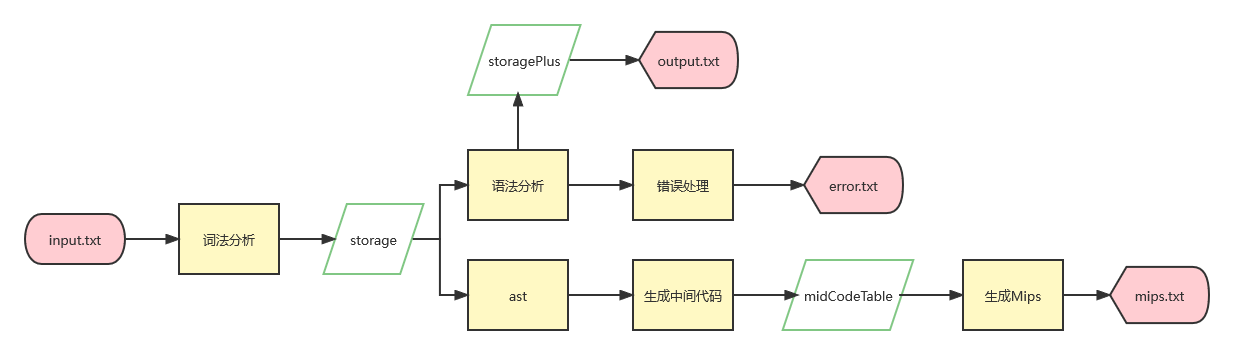 storagePlus
output.txt
语法分析
错误处理
error.txt
input.txt
词法分析
storage
ast
生成中间代码
midCodeTable
生成Mips
mips.txt